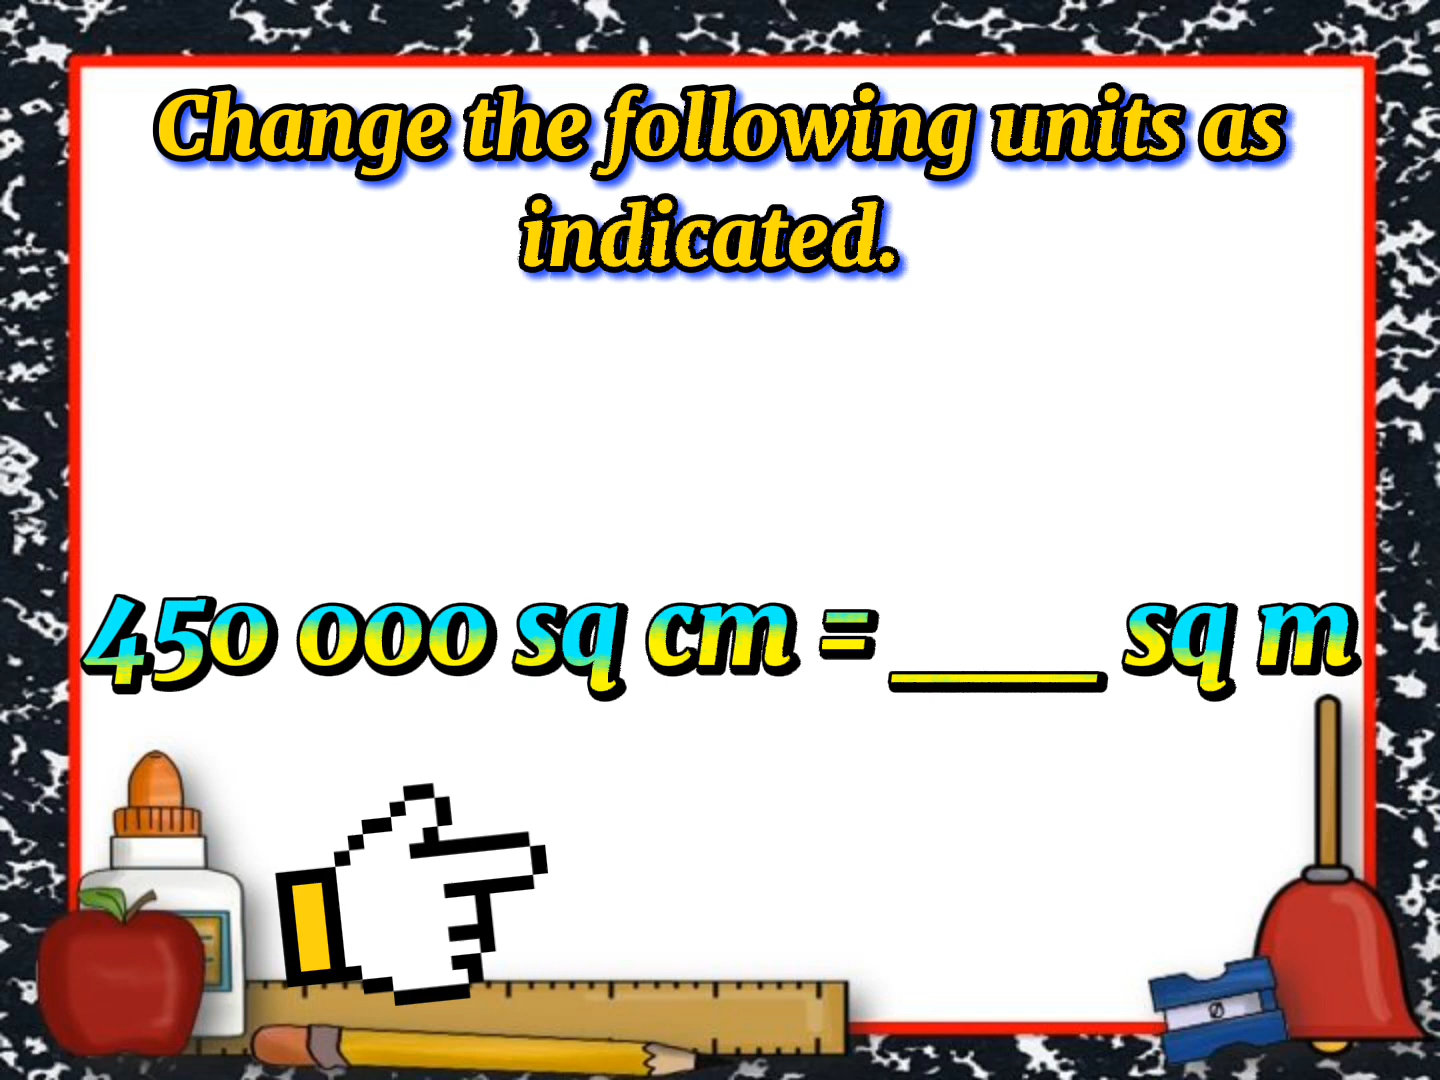 Change the following units as
indicated.
450 000 sq cm = ____ sq m